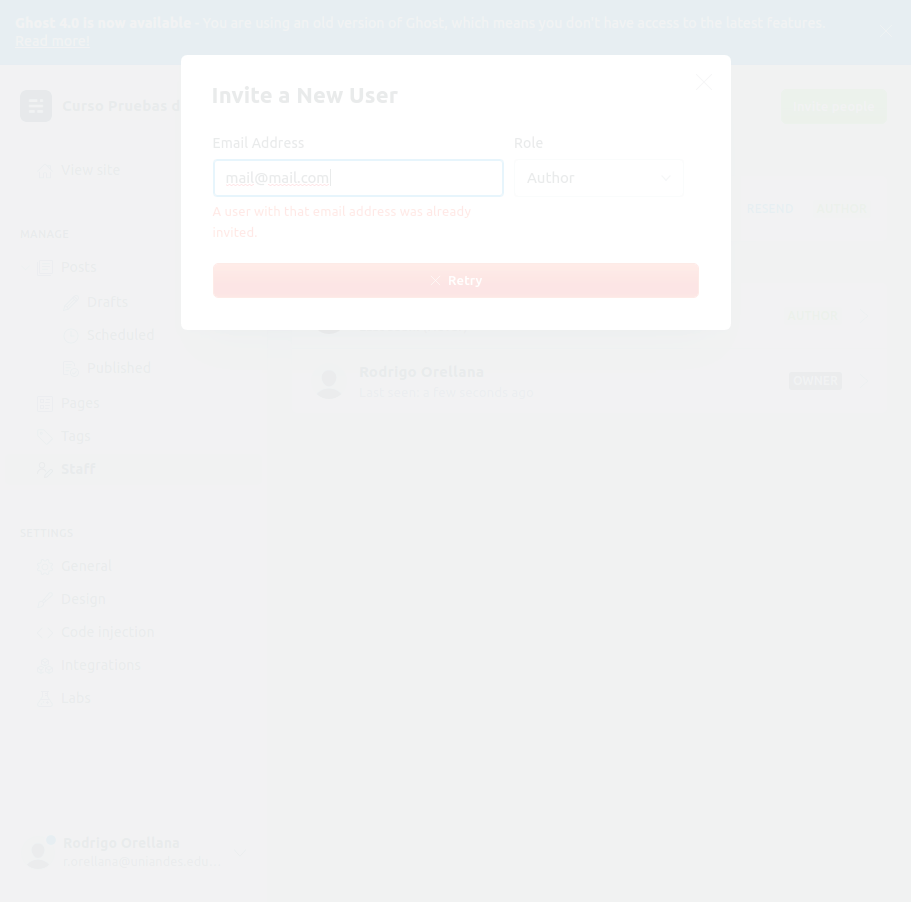 Ghost 4.0 is now available - You are using an old version of Ghost, which means you don't have access to the latest features.
Read more!
Curso Pruebas d
View site
MANAGE
Posts
Drafts
Scheduled
Published
Pages
Tags
Staff
SETTINGS
General
Design
Code injection
Integrations
Labs
Rodrigo Orellana
Invite a New User
Email Address
Role
mail@mail.com
Author
A user with that email address was already
invited.
Retry
RESEND
AUTHOR
AUTHOR
Rodrigo Orellana
OWNER
Last seen: a few seconds ago